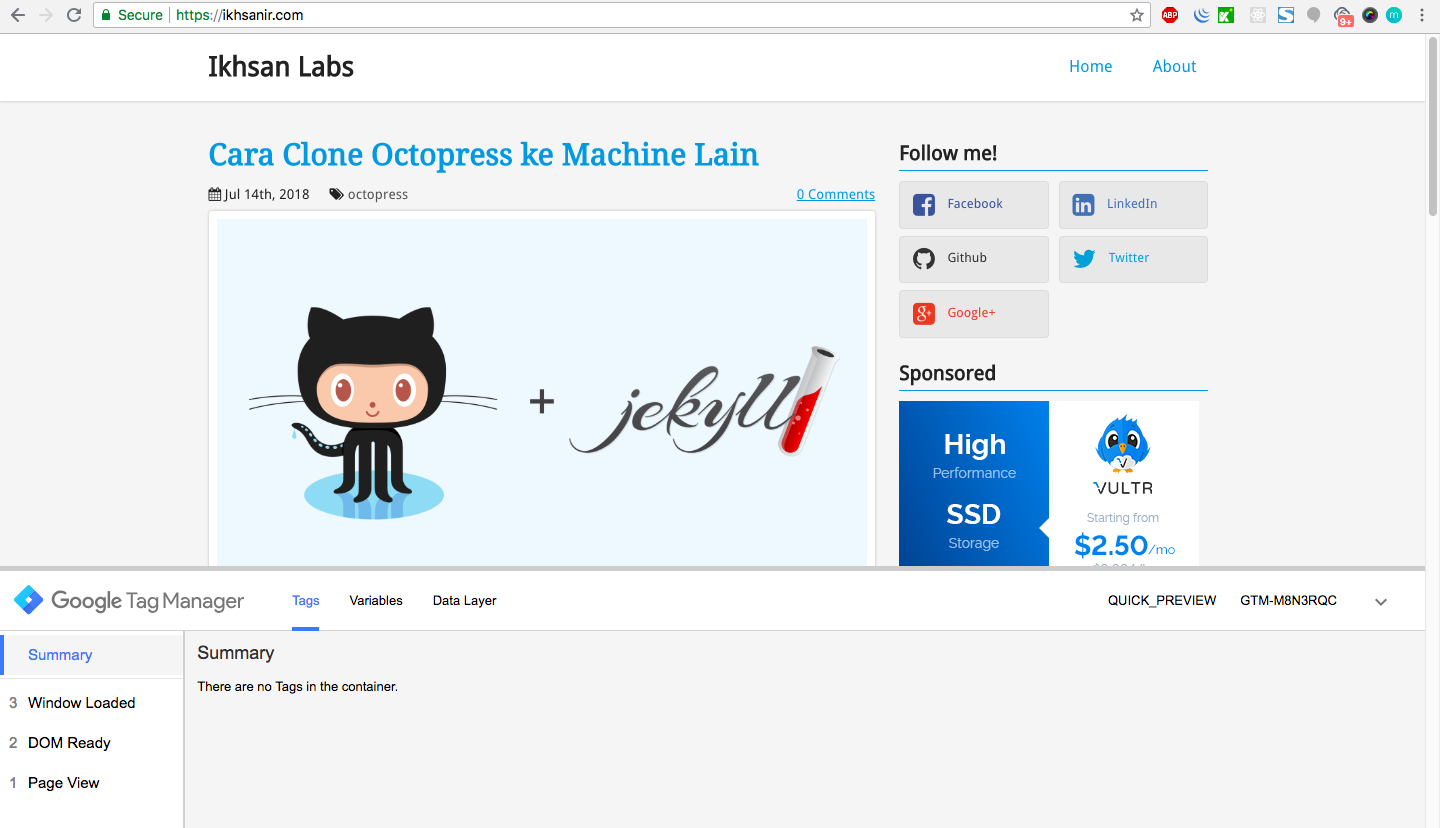 Secure https://ikhsanir.com
ABP
9+
m
Ikhsan Labs
Home About
Cara Clone Octopress ke Machine Lain
Jul 14th, 2018 octopress 0 Comments
+ jekyll
Follow me!
Facebook LinkedIn
Github Twitter
Google+
Sponsored
High
Performance
SSD
Storage
V
VULTR
Starting from
$2.50/mo
Google Tag Manager Tags Variables Data Layer QUICK_PREVIEW GTM-M8N3RQC
Summary
3 Window Loaded
2 DOM Ready
1 Page View
Summary
There are no Tags in the container.